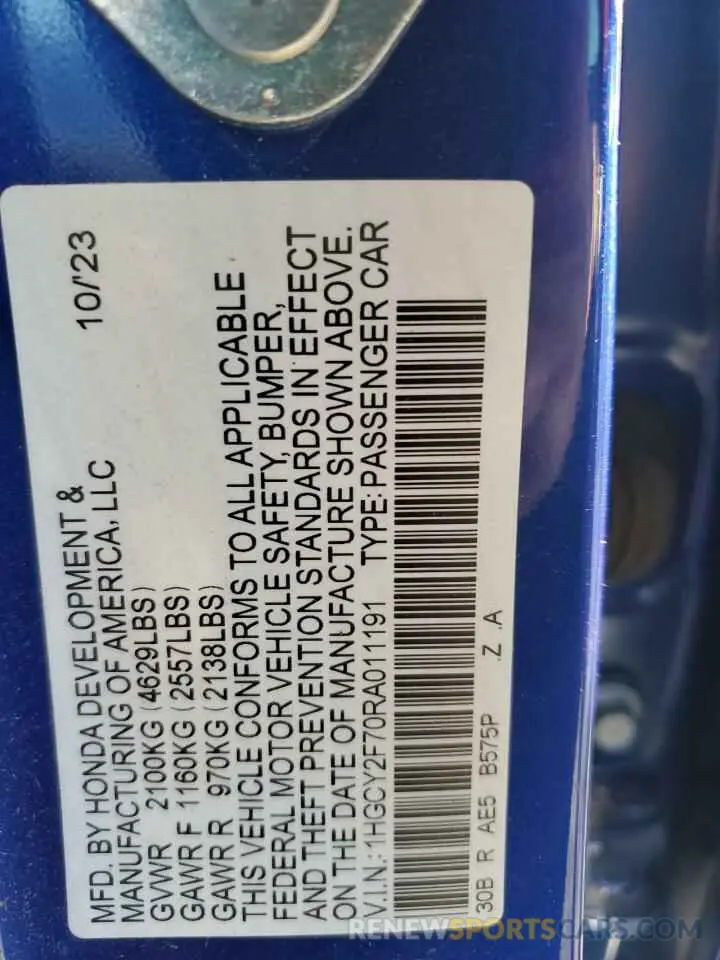 MFD. BY HONDA DEVELOPMENT & 10/'23
MANUFACTURING OF AMERICA, LLC
GVWR 2100KG (4629LBS)
GAWR F 1160KG (2557LBS)
GAWR R 970KG (2138LBS)
THIS VEHICLE CONFORMS TO ALL APPLICABLE
FEDERAL MOTOR VEHICLE SAFETY, BUMPER,
AND THEFT PREVENTION STANDARDS IN EFFECT
ON THE DATE OF MANUFACTURE SHOWN ABOVE.
V.I.N.:1HGCY2F70RA011191 TYPE:PASSENGER CAR
30B R AE5 B575P .Z .A
RENEWSPORTSCARS.COM